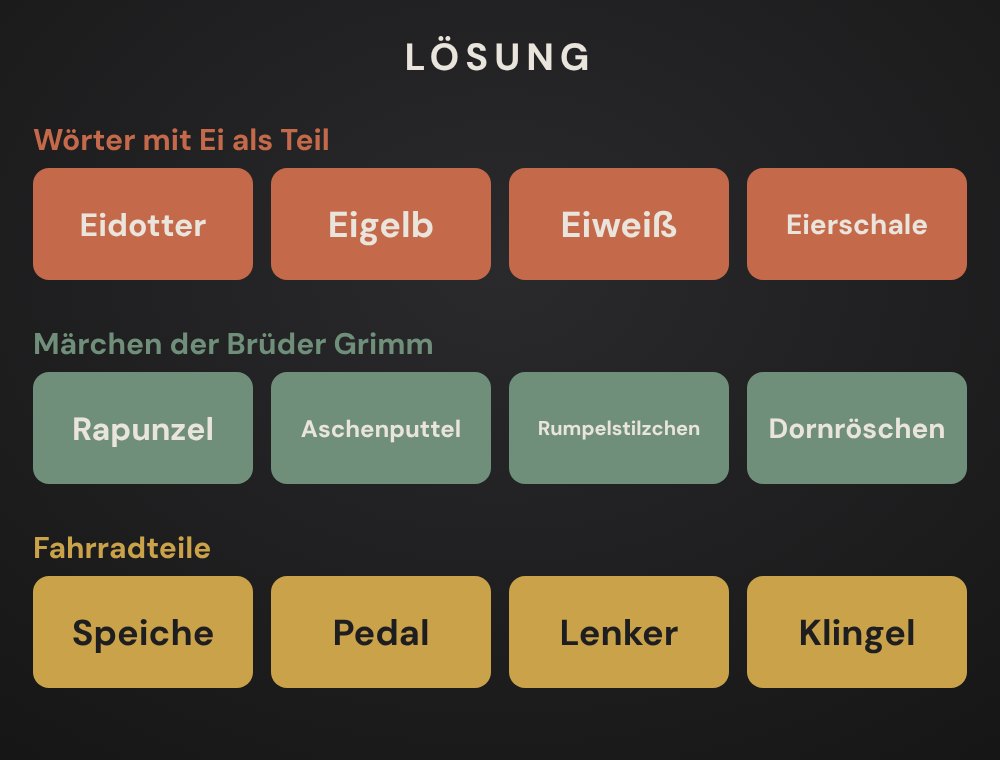 LÖSUNG
Wörter mit Ei als Teil
Eidotter Eigelb Eiweiß Eierschale
Märchen der Brüder Grimm
Rapunzel Aschenputtel Rumpelstilzchen Dornröschen
Fahrradteile
Speiche Pedal Lenker Klingel